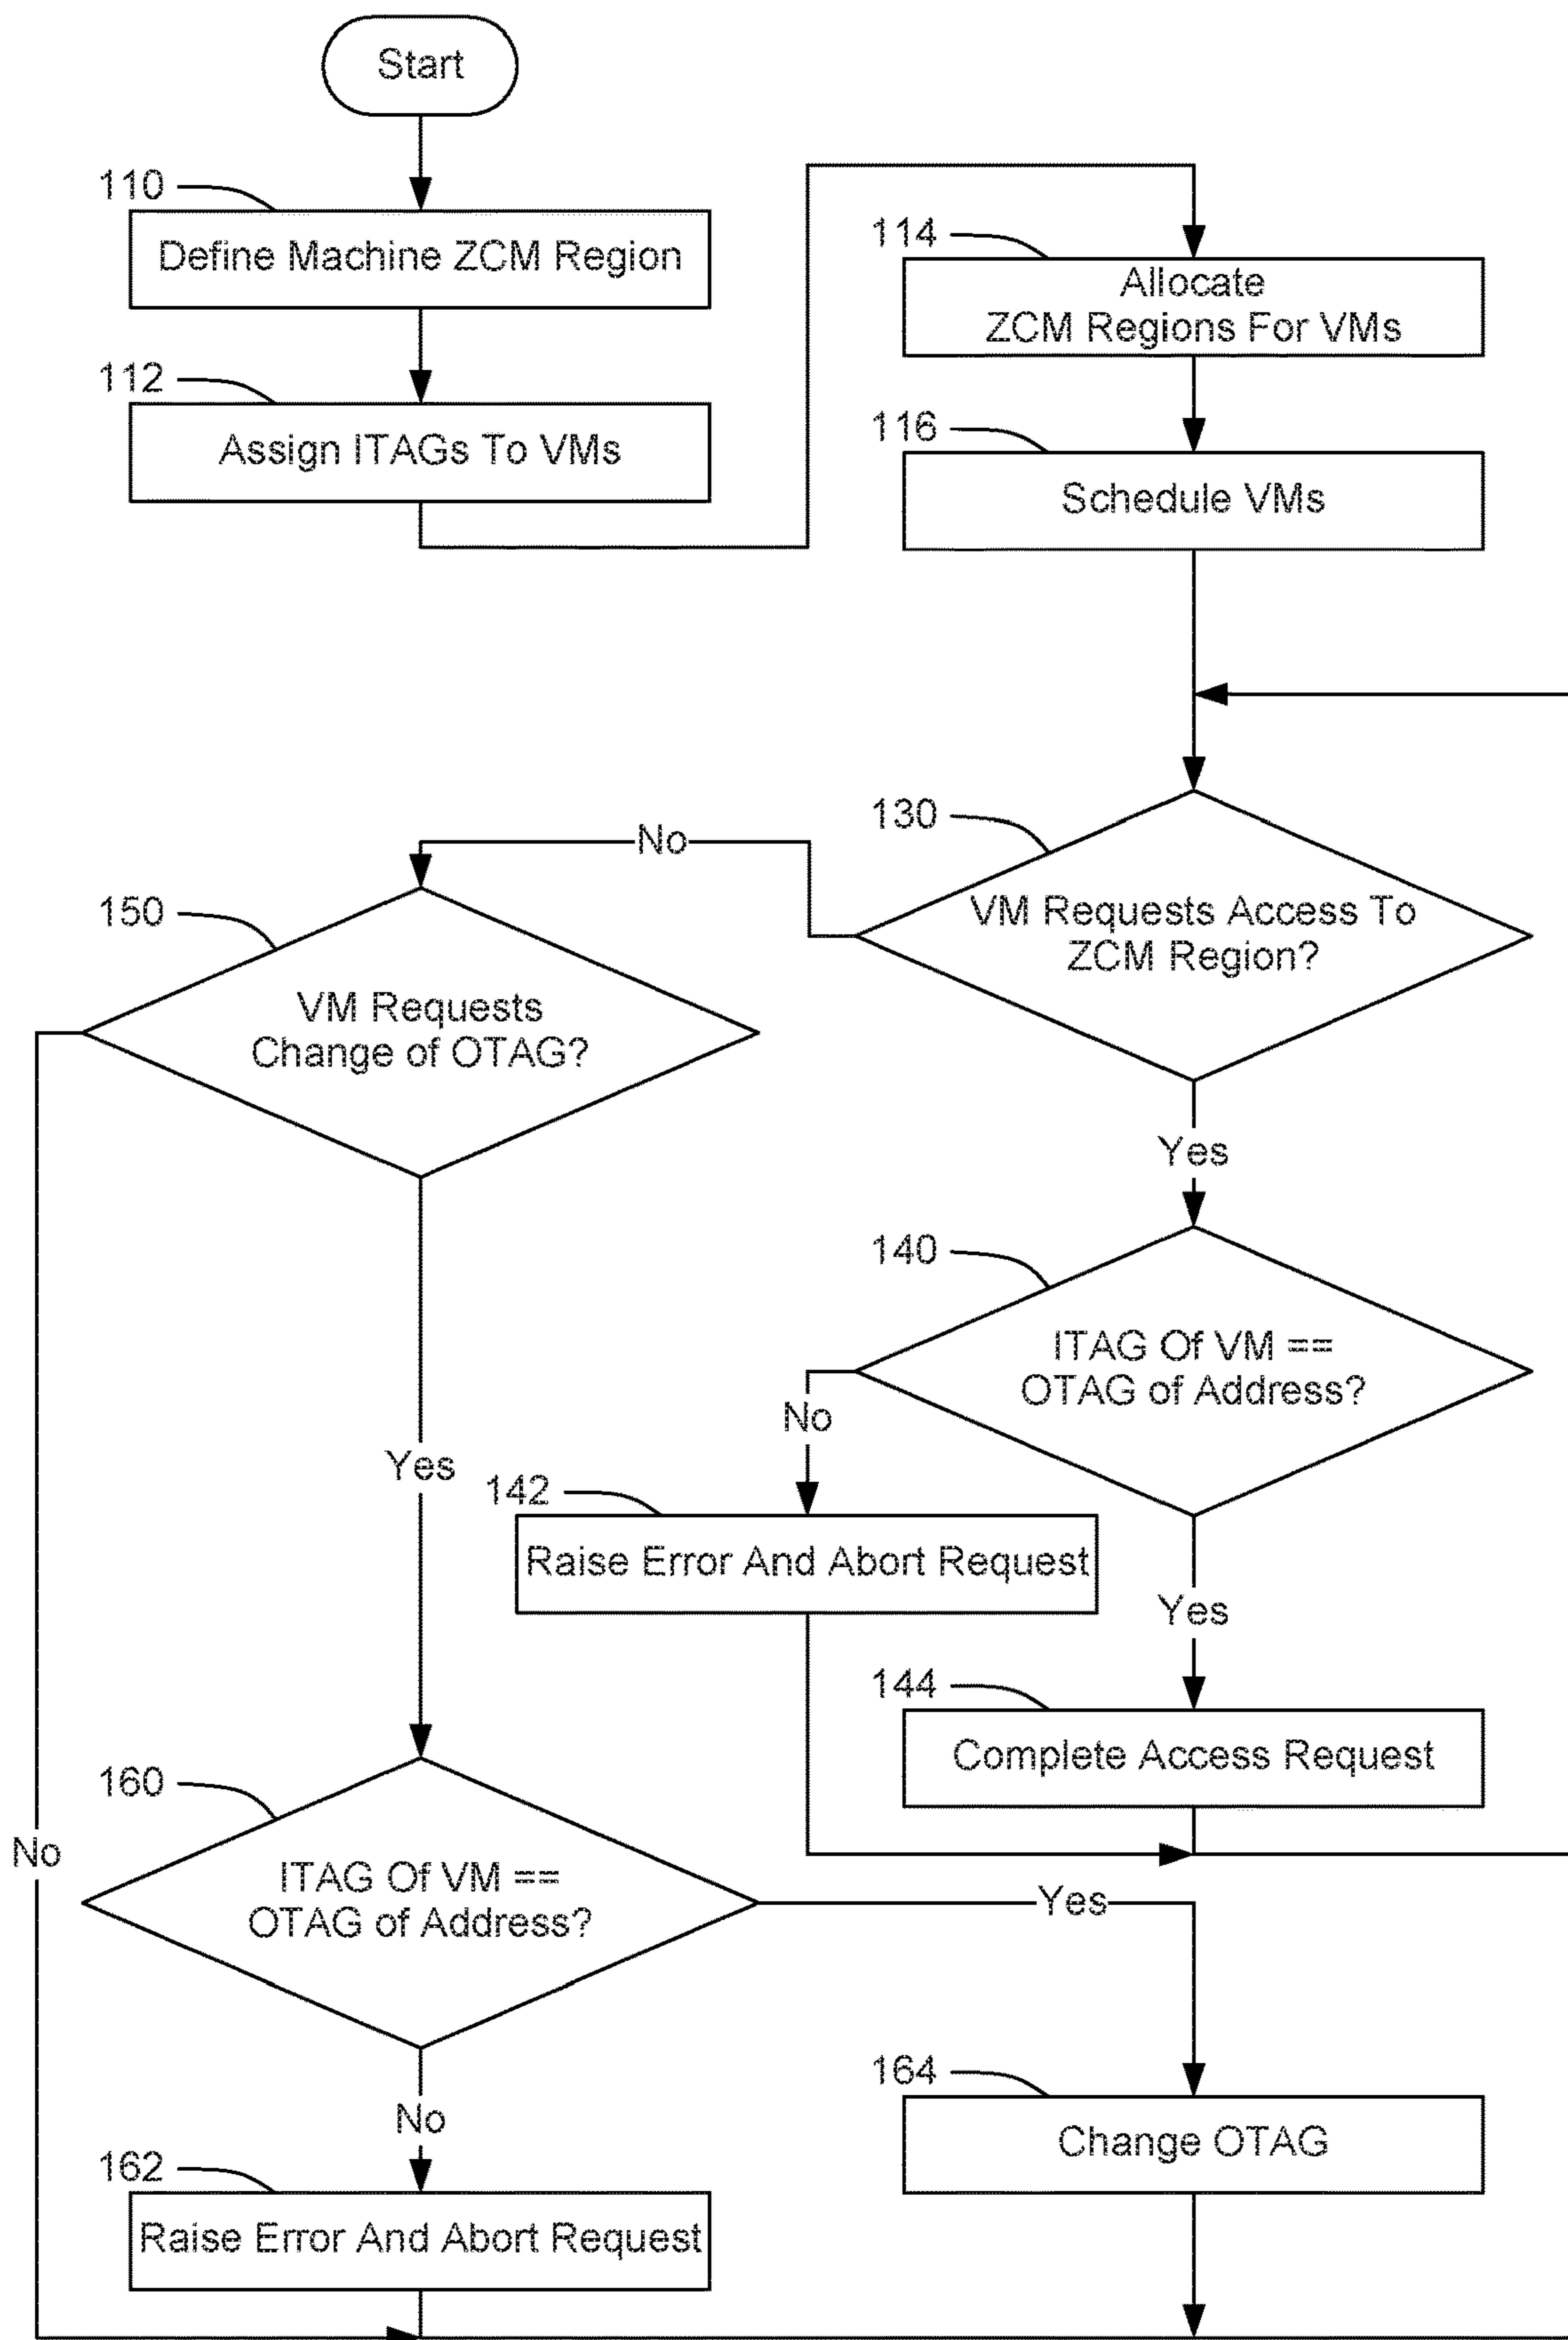 Start
110
Define Machine ZCM Region
112
Assign ITAGs To VMs
114
Allocate
ZCM Regions For VMs
116
Schedule VMs
130
VM Requests Access To
ZCM Region?
No
150
VM Requests
Change of OTAG?
Yes
140
ITAG Of VM ==
OTAG of Address?
No
Yes
142
Raise Error And Abort Request
Yes
144
Complete Access Request
160
ITAG Of VM ==
OTAG of Address?
No
Yes
164
Change OTAG
No
162
Raise Error And Abort Request